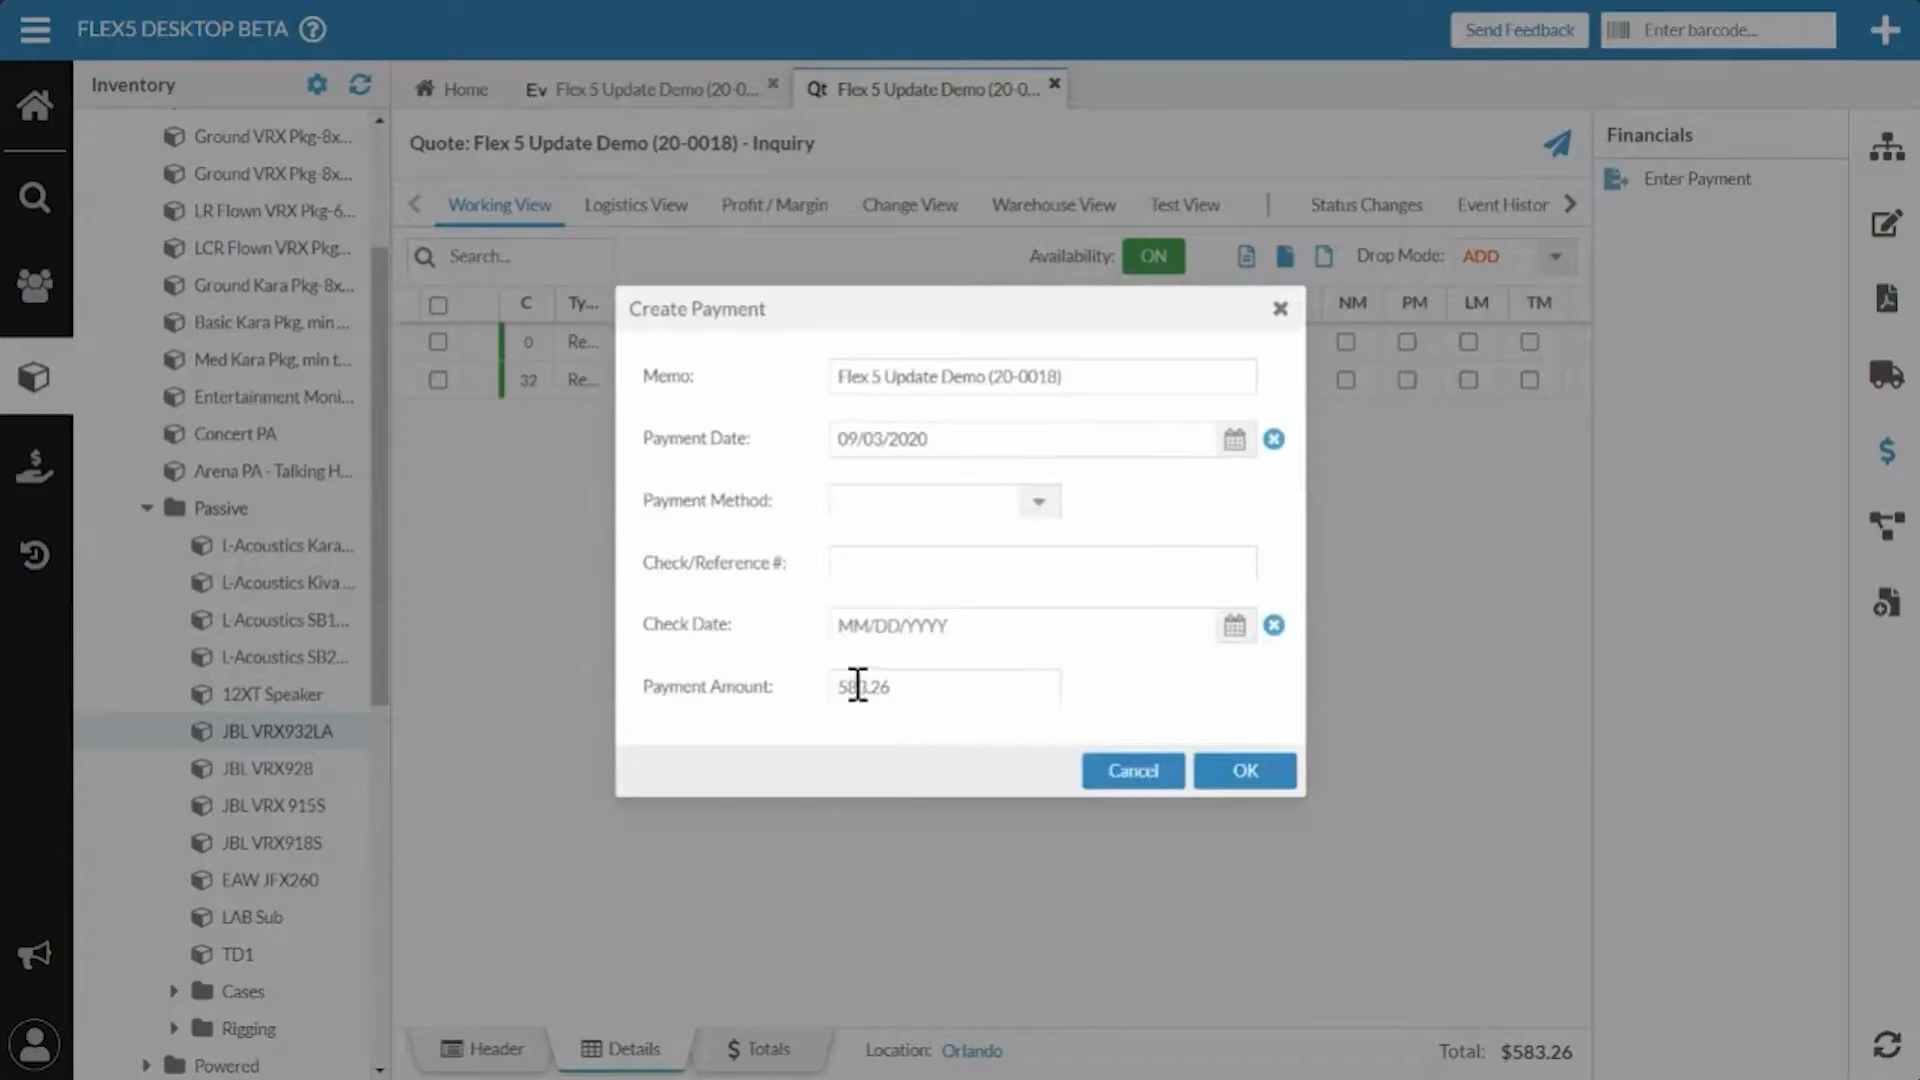 FLEX5 DESKTOP BETA ?
Send Feedback
Enter barcode...
Inventory
Ground VRX Pkg-8x...
Ground VRX Pkg-8x...
LR Flown VRX Pkg-6...
LCR Flown VRX Pkg...
Ground Kara Pkg-8x...
Basic Kara Pkg, min ...
Med Kara Pkg, min t...
Entertainment Moni...
Concert PA
Arena PA - Talking H...
Passive
L-Acoustics Kara...
L-Acoustics Kiva ...
L-Acoustics SB1...
L-Acoustics SB2...
12XT Speaker
JBL VRX932LA
JBL VRX928
JBL VRX 915S
JBL VRX918S
EAW JFX260
LAB Sub
TD1
Cases
Rigging
Powered
Home
Ev Flex 5 Update Demo (20-0...
Qt Flex 5 Update Demo (20-0...
Quote: Flex 5 Update Demo (20-0018) - Inquiry
Working View
Logistics View
Profit / Margin
Change View
Warehouse View
Test View
Status Changes
Event Histor
Search...
Availability: ON
Drop Mode: ADD
C Ty... NM PM LM TM
0 Re...
32 Re...
Create Payment
Memo: Flex 5 Update Demo (20-0018)
Payment Date: 09/03/2020
Payment Method:
Check/Reference #:
Check Date: MM/DD/YYYY
Payment Amount: 583.26
Cancel
OK
Header
Details
$ Totals
Location: Orlando
Total: $583.26
Financials
Enter Payment